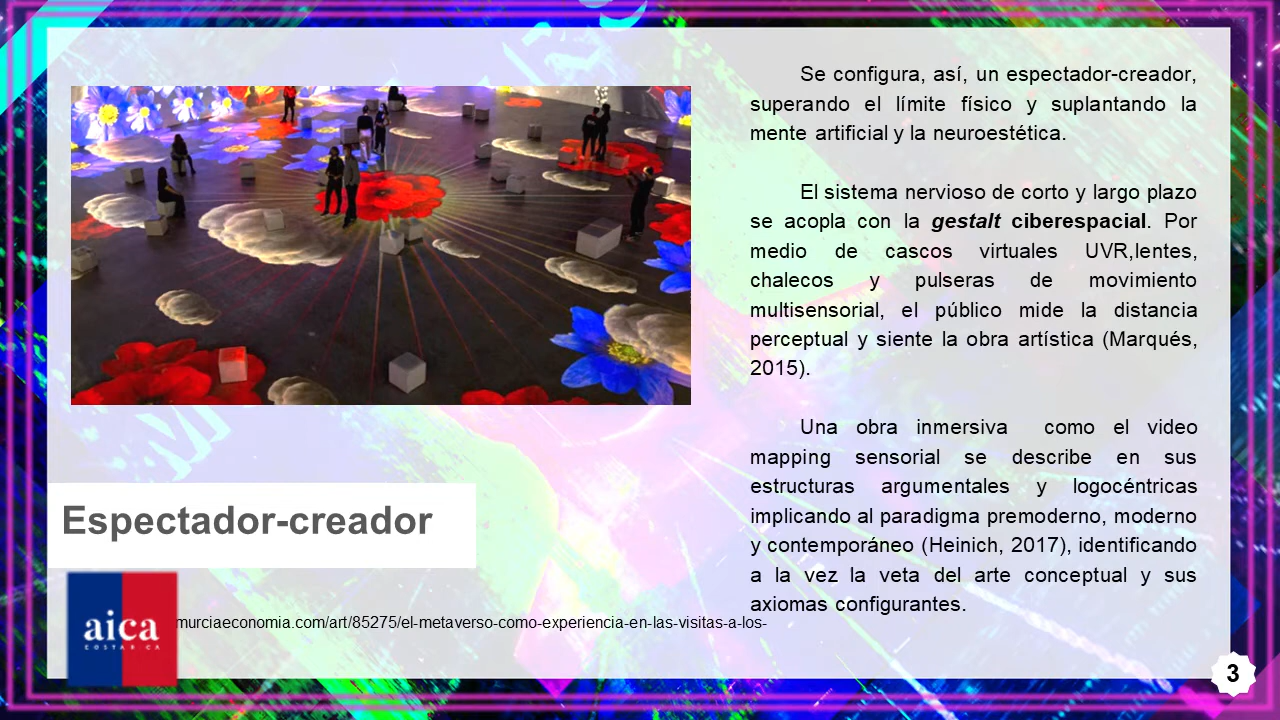 Se configura, así, un espectador-creador,
superando el límite físico y suplantando la
mente artificial y la neuroestética.
El sistema nervioso de corto y largo plazo
se acopla con la gestalt ciberespacial. Por
medio de cascos virtuales UVR,lentes,
chalecos y pulseras de movimiento
multisensorial, el público mide la distancia
perceptual y siente la obra artística (Marqués,
2015).
Una obra inmersiva como el video
mapping sensorial se describe en sus
estructuras argumentales y logocéntricas
implicando al paradigma premoderno, moderno
y contemporáneo (Heinich, 2017), identificando
a la vez la veta del arte conceptual y sus
axiomas configurantes.
Espectador-creador
aica
COSTA RICA
murciaeconomia.com/art/85275/el-metaverso-como-experiencia-en-las-visitas-a-los-
3